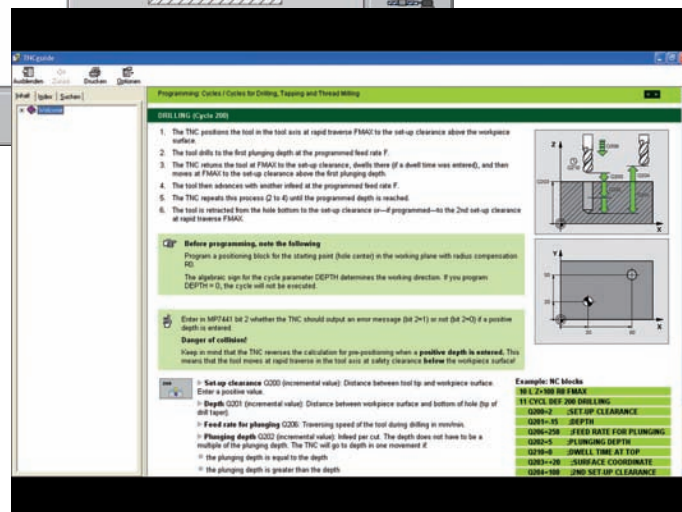 TNCguide
Ausblenden Zurück Drucken Optionen
Inhalt Index Suchen
Welcome
Programming: Cycles / Cycles for Drilling, Tapping and Thread Milling
DRILLING (Cycle 200)
1. The TNC positions the tool in the tool axis at rapid traverse FMAX to the set-up clearance above the workpiece
surface.
2. The tool drills to the first plunging depth at the programmed feed rate F.
3. The TNC returns the tool at FMAX to the set-up clearance, dwells there (if a dwell time was entered), and then
moves at FMAX to the set-up clearance above the first plunging depth.
4. The tool then advances with another infeed at the programmed feed rate F.
5. The TNC repeats this process (2 to 4) until the programmed depth is reached.
6. The tool is retracted from the hole bottom to the set-up clearance or—if programmed—to the 2nd set-up clearance
at rapid traverse FMAX.
Before programming, note the following
Program a positioning block for the starting point (hole center) in the working plane with radius compensation
R0.
The algebraic sign for the cycle parameter DEPTH determines the working direction. If you program
DEPTH = 0, the cycle will not be executed.
Enter in MP7441 bit 2 whether the TNC should output an error message (bit 2=1) or not (bit 2=0) if a positive
depth is entered.
Danger of collision!
Keep in mind that the TNC reverses the calculation for pre-positioning when a positive depth is entered. This
means that the tool moves at rapid traverse in the tool axis at safety clearance below the workpiece surface!
Set-up clearance Q200 (incremental value): Distance between tool tip and workpiece surface.
Enter a positive value.
Depth Q201 (incremental value): Distance between workpiece surface and bottom of hole (tip of
drill taper).
Feed rate for plunging Q206: Traversing speed of the tool during drilling in mm/min.
Plunging depth Q202 (incremental value): Infeed per cut. The depth does not have to be a
multiple of the plunging depth. The TNC will go to depth in one movement if:
the plunging depth is equal to the depth
the plunging depth is greater than the depth
Z
Q206
Q210
Q200
Q204
Q203
Q202
Q201
X
Y
50
20
30
80
X
Example: NC blocks
10 L Z+100 R0 FMAX
11 CYCL DEF 200 DRILLING
Q200=2 ;SET-UP CLEARANCE
Q201=-15 ;DEPTH
Q206=250 ;FEED RATE FOR PLUNGING
Q202=5 ;PLUNGING DEPTH
Q210=0 ;DWELL TIME AT TOP
Q203=+20 ;SURFACE COORDINATE
Q204=100 ;2ND SET-UP CLEARANCE